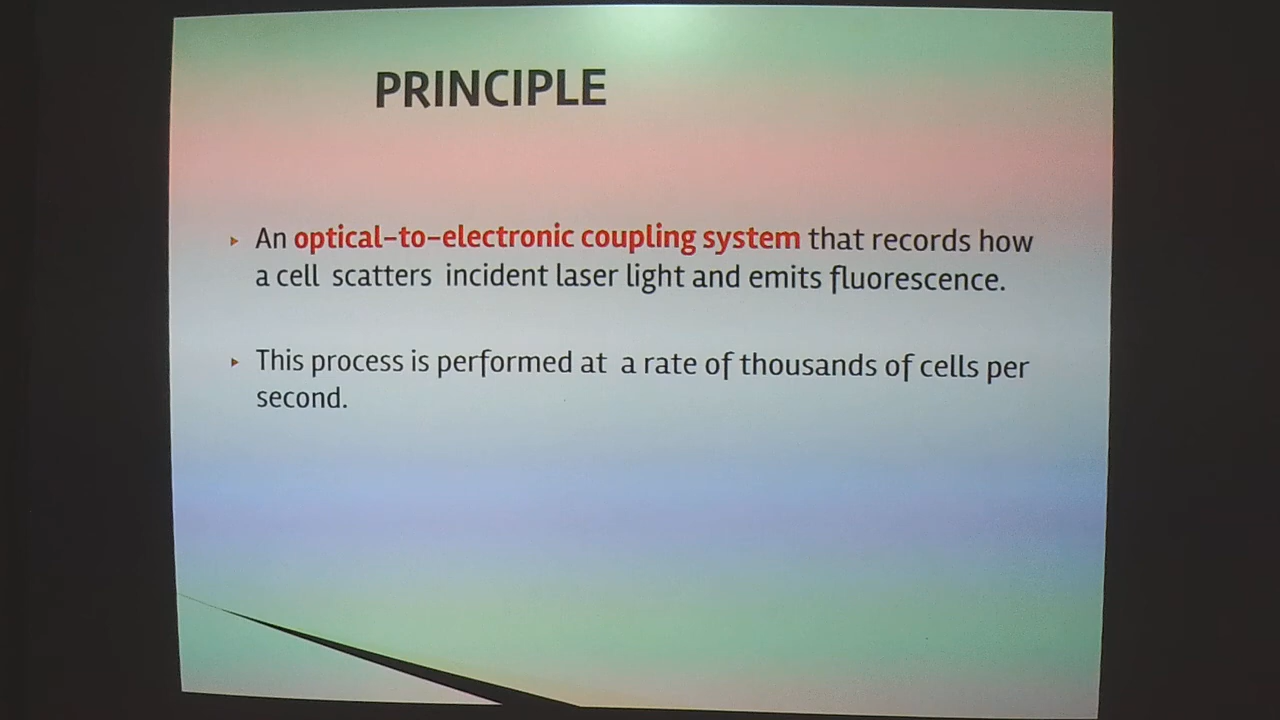 PRINCIPLE
An optical-to-electronic coupling system that records how
a cell scatters incident laser light and emits fluorescence.
This process is performed at a rate of thousands of cells per
second.